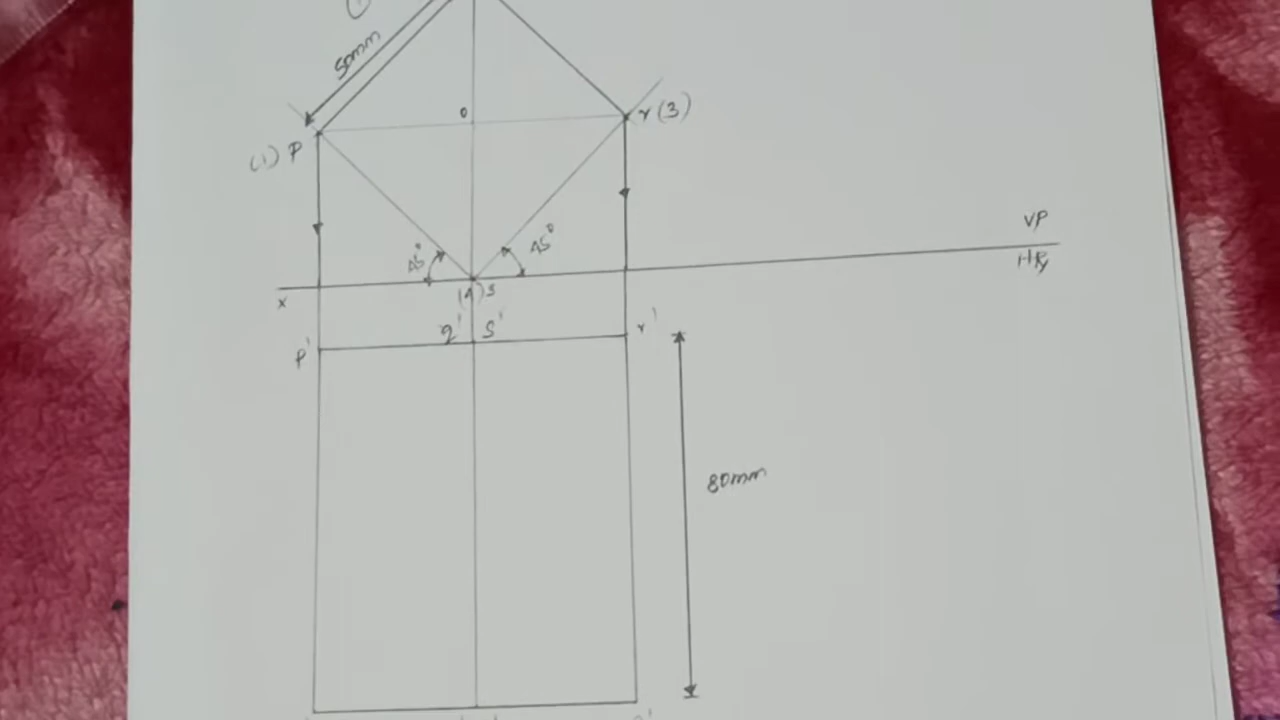 50mm
o
r (3)
(1) P
VP
45°
45°
HP
y
x
(4) s
q' s'
r'
p'
80mm